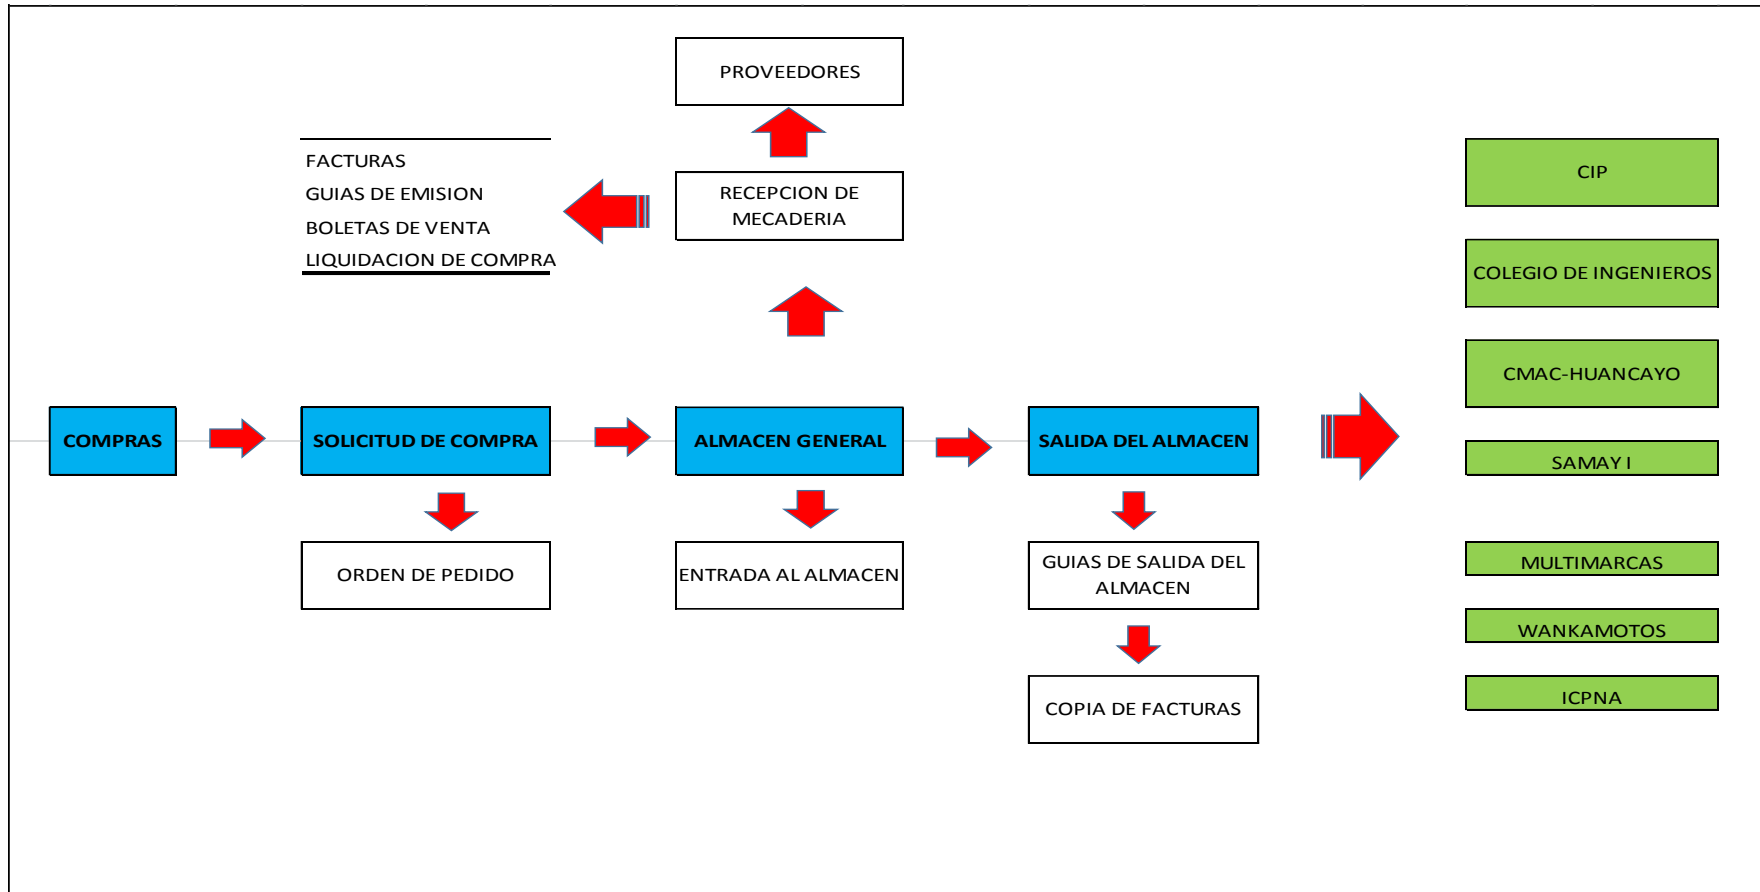 PROVEEDORES
FACTURAS
GUIAS DE EMISION
BOLETAS DE VENTA
LIQUIDACION DE COMPRA
RECEPCION DE
MECADERIA
COMPRAS
SOLICITUD DE COMPRA
ALMACEN GENERAL
SALIDA DEL ALMACEN
ORDEN DE PEDIDO
ENTRADA AL ALMACEN
GUIAS DE SALIDA DEL
ALMACEN
COPIA DE FACTURAS
CIP
COLEGIO DE INGENIEROS
CMAC-HUANCAYO
SAMAY I
MULTIMARCAS
WANKAMOTOS
ICPNA